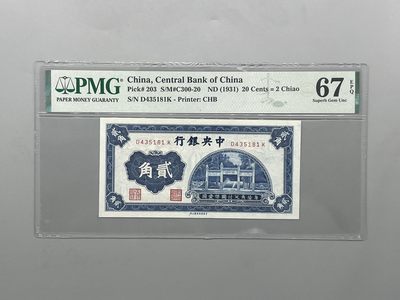 PMG
PAPER MONEY GUARANTY
China, Central Bank of China
Pick# 203 S/M#C300-20 ND (1931) 20 Cents = 2 Chiao
S/N D435181K - Printer: CHB
67 EPQ
Superb Gem Unc
行銀央中
D435181K
D435181K
角貳